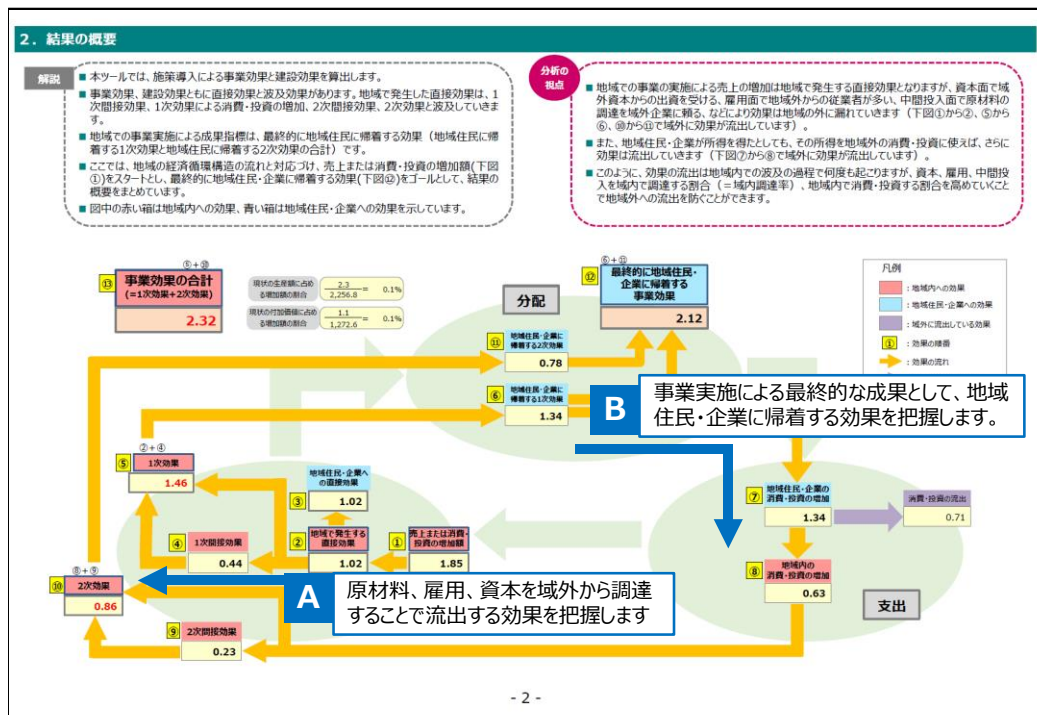 2．結果の概要
解説
■ 本ツールでは、施策導入による事業効果と建設効果を算出します。
■ 事業効果、建設効果ともに直接効果と波及効果があります。地域で発生した直接効果は、1
次間接効果、1次効果による消費・投資の増加、2次間接効果、2次効果と波及していきま
す。
■ 地域での事業実施による成果指標は、最終的に地域住民に帰着する効果（地域住民に帰
着する1次効果と地域住民に帰着する2次効果の合計）です。
■ ここでは、地域の経済循環構造の流れと対応づけ、売上または消費・投資の増加額(下図
①)をスタートとし、最終的に地域住民・企業に帰着する効果(下図⑫)をゴールとして、結果の
概要をまとめています。
■ 図中の赤い箱は地域内への効果、青い箱は地域住民・企業への効果を示しています。
分析の
視点
■ 地域での事業の実施による売上の増加は地域で発生する直接効果となりますが、資本面で域
外資本からの出資を受ける、雇用面で地域外からの従業者が多い、中間投入面で原材料の
調達を域外企業に頼る、などにより効果は地域の外に漏れていきます（下図①から②、⑤から
⑥、⑩から⑪で域外に効果が流出しています）。
■ また、地域住民・企業が所得を得たとしても、その所得を地域外の消費・投資に使えば、さらに
効果は流出していきます（下図⑦から⑧で域外に効果が流出しています）。
■ このように、効果の流出は地域内での波及の過程で何度も起こりますが、資本、雇用、中間投
入を域内で調達する割合（＝域内調達率）、地域内で消費・投資する割合を高めていくこと
で地域外への流出を防ぐことができます。
⑤＋⑩
⑬
事業効果の合計
(=1次効果＋2次効果)
2.32
現状の生産額に占め
る増加額の割合
2.3
2,256.8
= 0.1%
現状の付加価値に占め
る増加額の割合
1.1
1,272.6
= 0.1%
分配
⑥＋⑪
⑫
最終的に地域住民・
企業に帰着する
事業効果
2.12
凡例
：地域内への効果
：地域住民・企業への効果
：域外に流出している効果
① ：効果の順番
：効果の流れ
⑪
地域住民・企業に
帰着する2次効果
0.78
⑥
地域住民・企業に
帰着する1次効果
1.34
B
事業実施による最終的な成果として、地域
住民・企業に帰着する効果を把握します。
②＋④
⑤
1次効果
1.46
地域住民・企業へ
の直接効果
③
1.02
④
1次間接効果
0.44
②
地域で発生する
直接効果
1.02
①
売上または消費・
投資の増加額
1.85
⑦
地域住民・企業の
消費・投資の増加
1.34
消費・投資の流出
0.71
⑧
地域内の
消費・投資の増加
0.63
支出
⑧＋⑨
⑩
2次効果
0.86
A
原材料、雇用、資本を域外から調達
することで流出する効果を把握します
⑨
2次間接効果
0.23
- 2 -